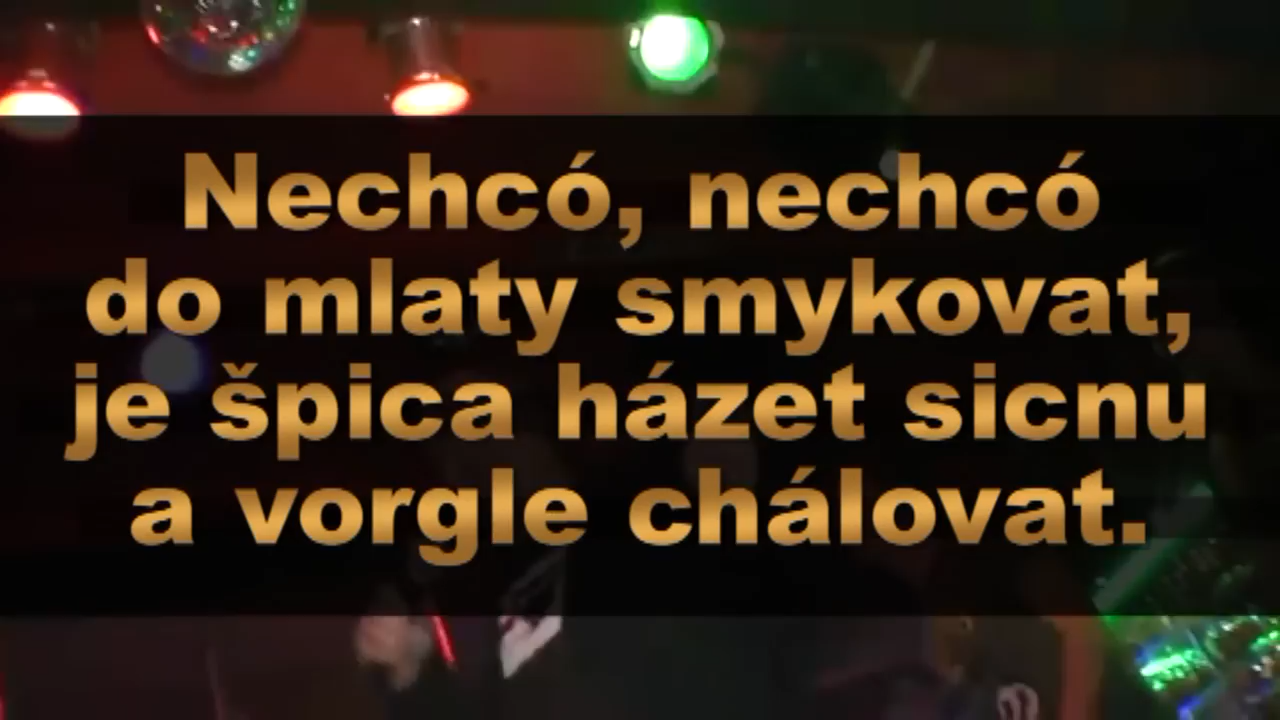 Nechcó, nechcó
do mlaty smykovat,
je špica házet sicnu
a vorgle chálovat.